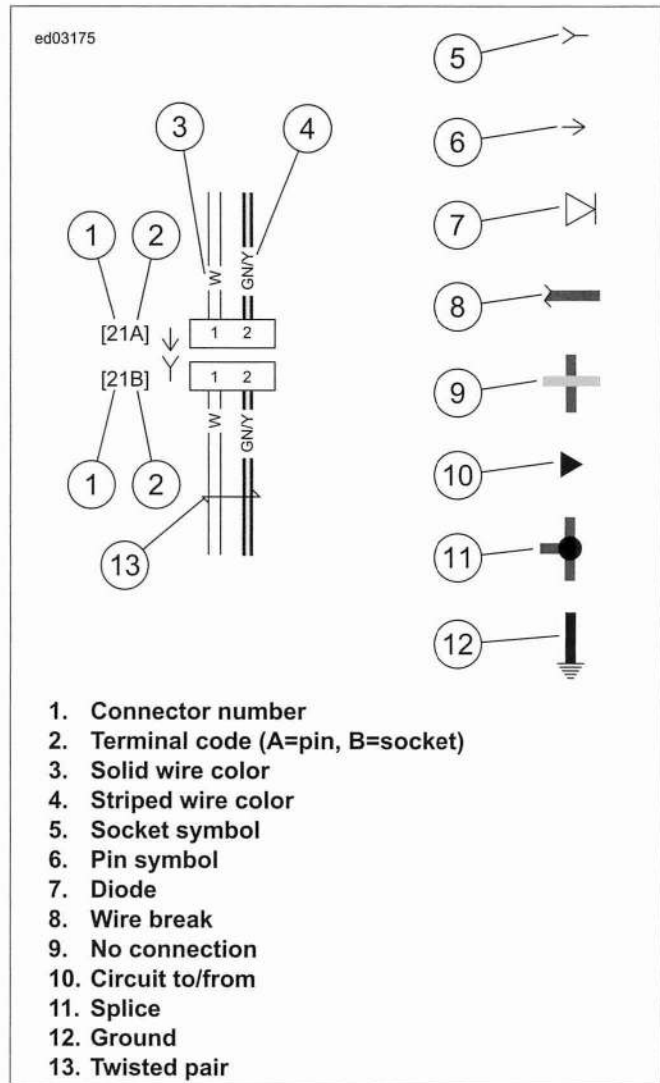 ed03175
3
4
5
6
7
8
9
10
11
12
1 2
W GN/Y
[21A] 1 2
[21B] 1 2
W GN/Y
1 2
13
1. Connector number
2. Terminal code (A=pin, B=socket)
3. Solid wire color
4. Striped wire color
5. Socket symbol
6. Pin symbol
7. Diode
8. Wire break
9. No connection
10. Circuit to/from
11. Splice
12. Ground
13. Twisted pair